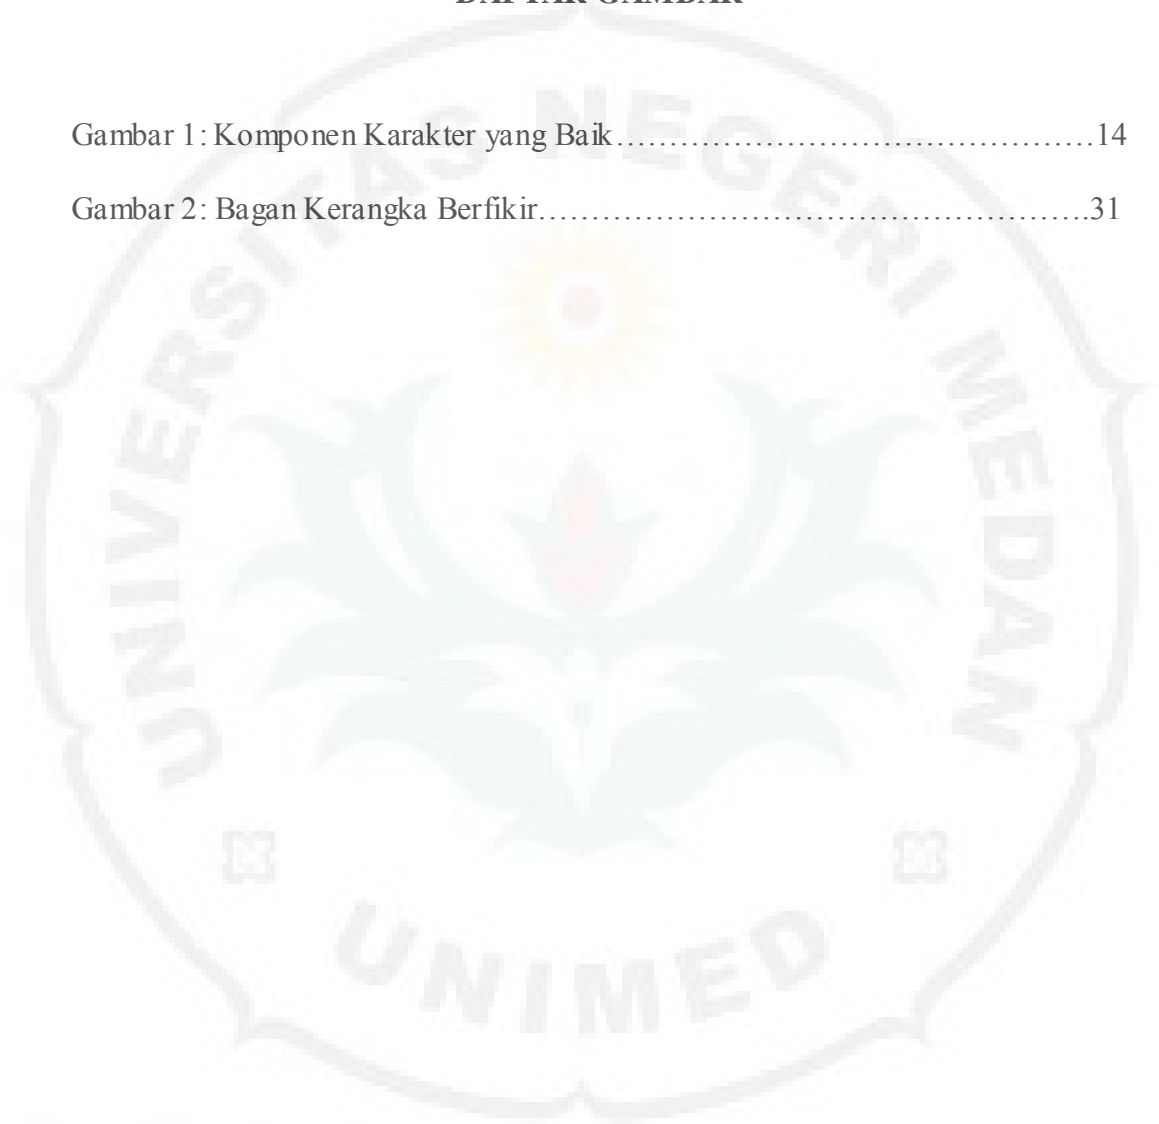 DAFTAR GAMBAR
Gambar 1: Komponen Karakter yang Baik……………………………………….14
Gambar 2: Bagan Kerangka Berfikir…………………………………………….31
UNIVERSITAS NEGERI MEDAN
UNIMED